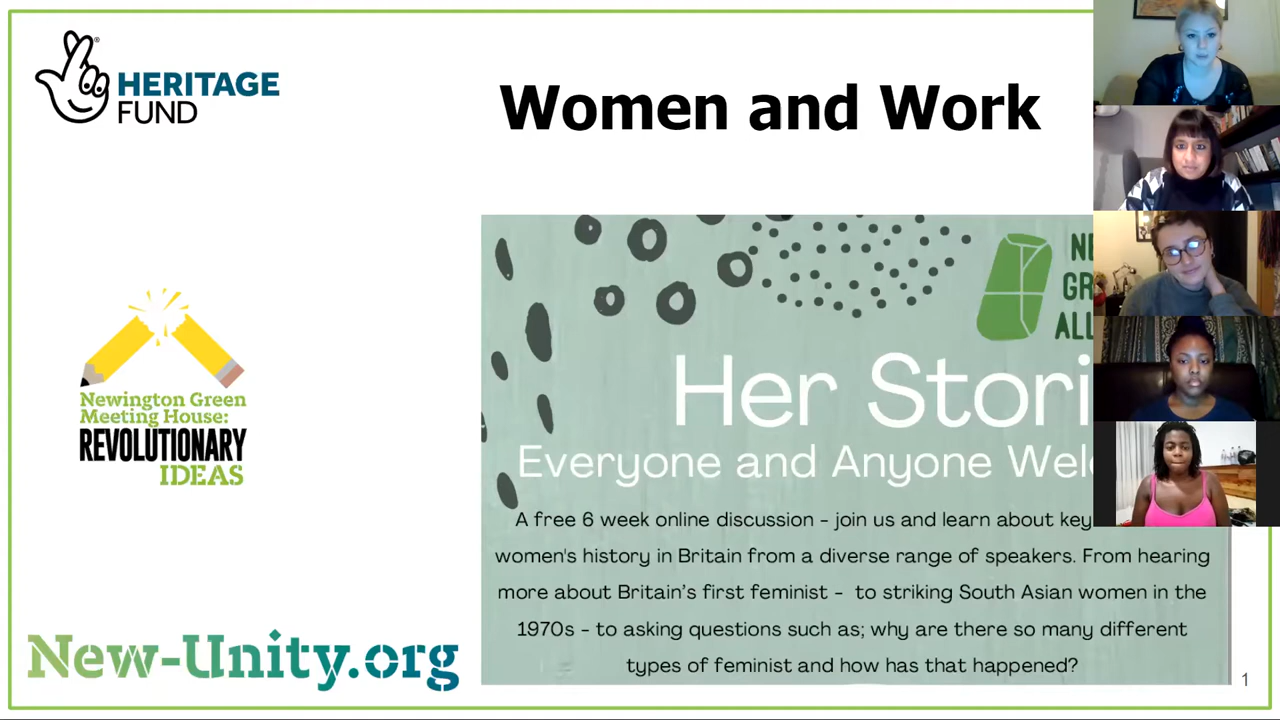 HERITAGE
FUND
Women and Work
Newington Green
Meeting House:
REVOLUTIONARY
IDEAS
New-Unity.org
Her Stori
Everyone and Anyone
A free 6 week online discussion - join us and learn about key
women's history in Britain from a diverse range of speakers. From hearing
more about Britain's first feminist - to striking South Asian women in the
1970s - to asking questions such as; why are there so many different
types of feminist and how has that happened?
1